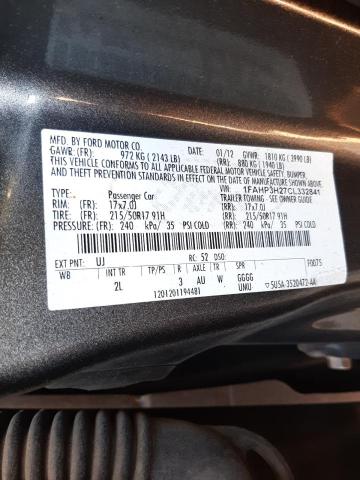 MFD. BY FORD MOTOR CO.
DATE: 01/12 GVWR: 1810 KG (3990 LB)
GAWR: (FR): 972 KG (2143 LB) (RR): 880 KG (1940 LB)
THIS VEHICLE CONFORMS TO ALL APPLICABLE FEDERAL MOTOR VEHICLE SAFETY, BUMPER,
AND THEFT PREVENTION STANDARDS IN EFFECT ON THE DATE OF MANUFACTURE SHOWN ABOVE.
VIN: 1FAHP3H27CL332841
TYPE: Passenger Car TRAILER TOWING - SEE OWNER GUIDE
RIM: (FR): 17x7.0J (RR): 17x7.0J
TIRE: (FR): 215/50R17 91H (RR): 215/50R17 91H
PRESSURE: (FR): 240 kPa/ 35 PSI COLD (RR): 240 kPa/ 35 PSI COLD
EXT PNT: UJ RC: 52 DSO: F0075
WB INT TR TP/PS R AXLE TR SPR
2L 3 AU W GGGG
1201201194481 UNKU ▽5U5A-3520472-AA